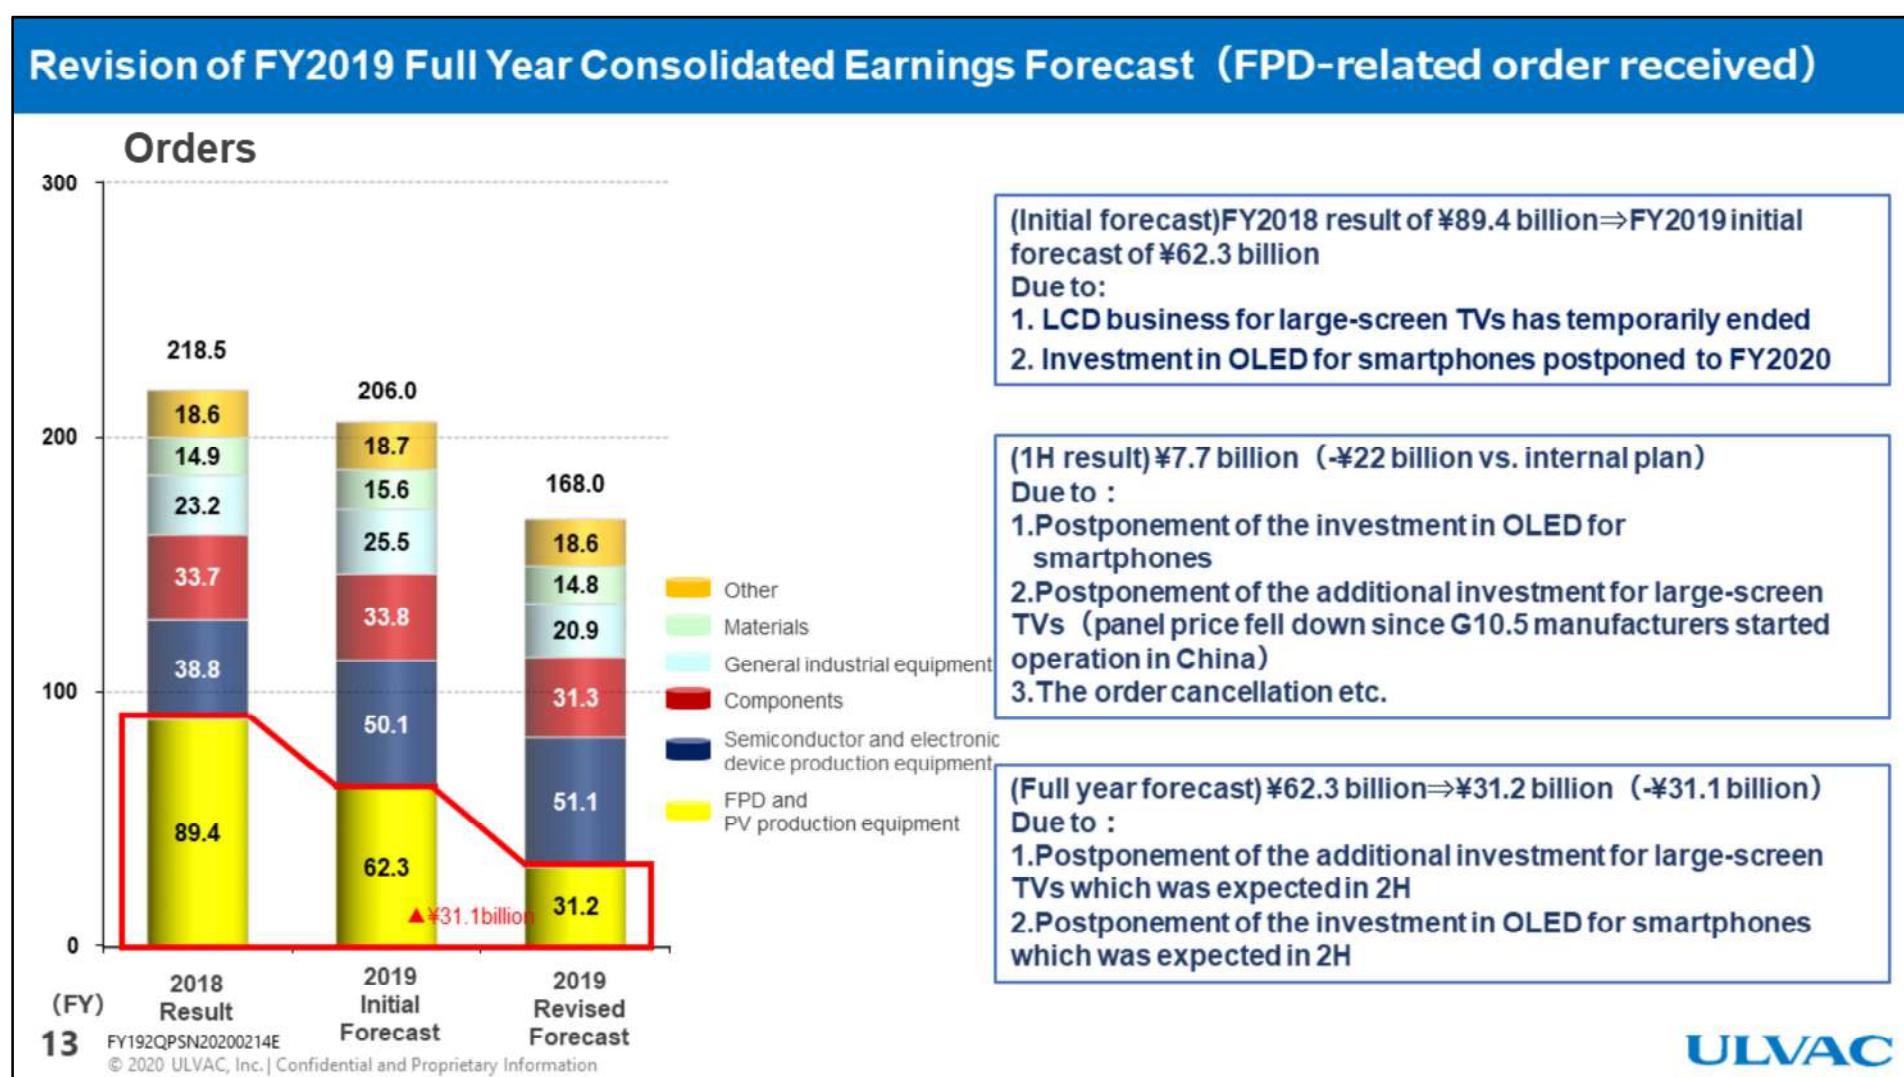 Revision of FY2019 Full Year Consolidated Earnings Forecast（FPD-related order received）
Orders
300
200
100
0
218.5
18.6
14.9
23.2
33.7
38.8
89.4
206.0
18.7
15.6
25.5
33.8
50.1
62.3
▲¥31.1billion
168.0
18.6
14.8
20.9
31.3
51.1
31.2
(FY)
2018
Result
2019
Initial
Forecast
2019
Revised
Forecast
Other
Materials
General industrial equipment
Components
Semiconductor and electronic
device production equipment
FPD and
PV production equipment
(Initial forecast)FY2018 result of ¥89.4 billion⇒FY2019 initial
forecast of ¥62.3 billion
Due to:
1. LCD business for large-screen TVs has temporarily ended
2. Investment in OLED for smartphones postponed to FY2020
(1H result) ¥7.7 billion（-¥22 billion vs. internal plan）
Due to：
1.Postponement of the investment in OLED for
smartphones
2.Postponement of the additional investment for large-screen
TVs（panel price fell down since G10.5 manufacturers started
operation in China）
3.The order cancellation etc.
(Full year forecast) ¥62.3 billion⇒¥31.2 billion（-¥31.1 billion）
Due to：
1.Postponement of the additional investment for large-screen
TVs which was expected in 2H
2.Postponement of the investment in OLED for smartphones
which was expected in 2H
13
FY192QPSN20200214E
© 2020 ULVAC, Inc. | Confidential and Proprietary Information
ULVAC